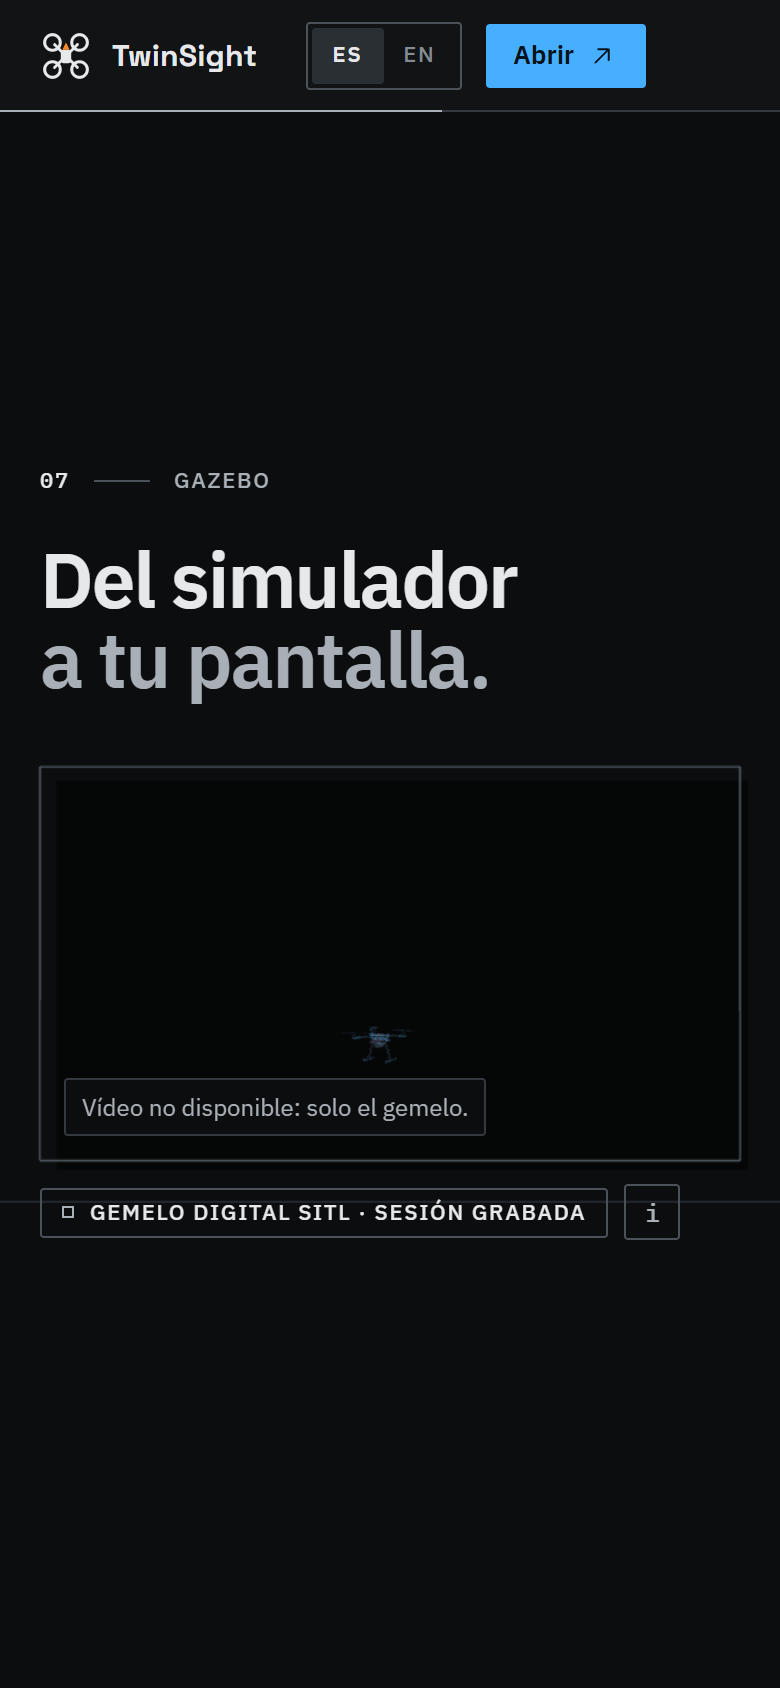 TwinSight
ES
EN
Abrir
07
GAZEBO
Del simulador
a tu pantalla.
Vídeo no disponible: solo el gemelo.
GEMELO DIGITAL SITL · SESIÓN GRABADA
i